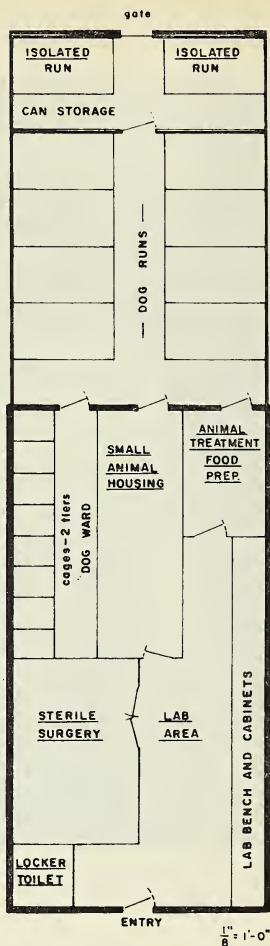 gate
ISOLATED
RUN
ISOLATED
RUN
CAN STORAGE
— DOG RUNS —
SMALL
ANIMAL
HOUSING
ANIMAL
TREATMENT
FOOD
PREP.
cages-2 tiers
DOG WARD
STERILE
SURGERY
LAB
AREA
LAB BENCH AND CABINETS
LOCKER
TOILET
ENTRY
1/8" = 1'-0"